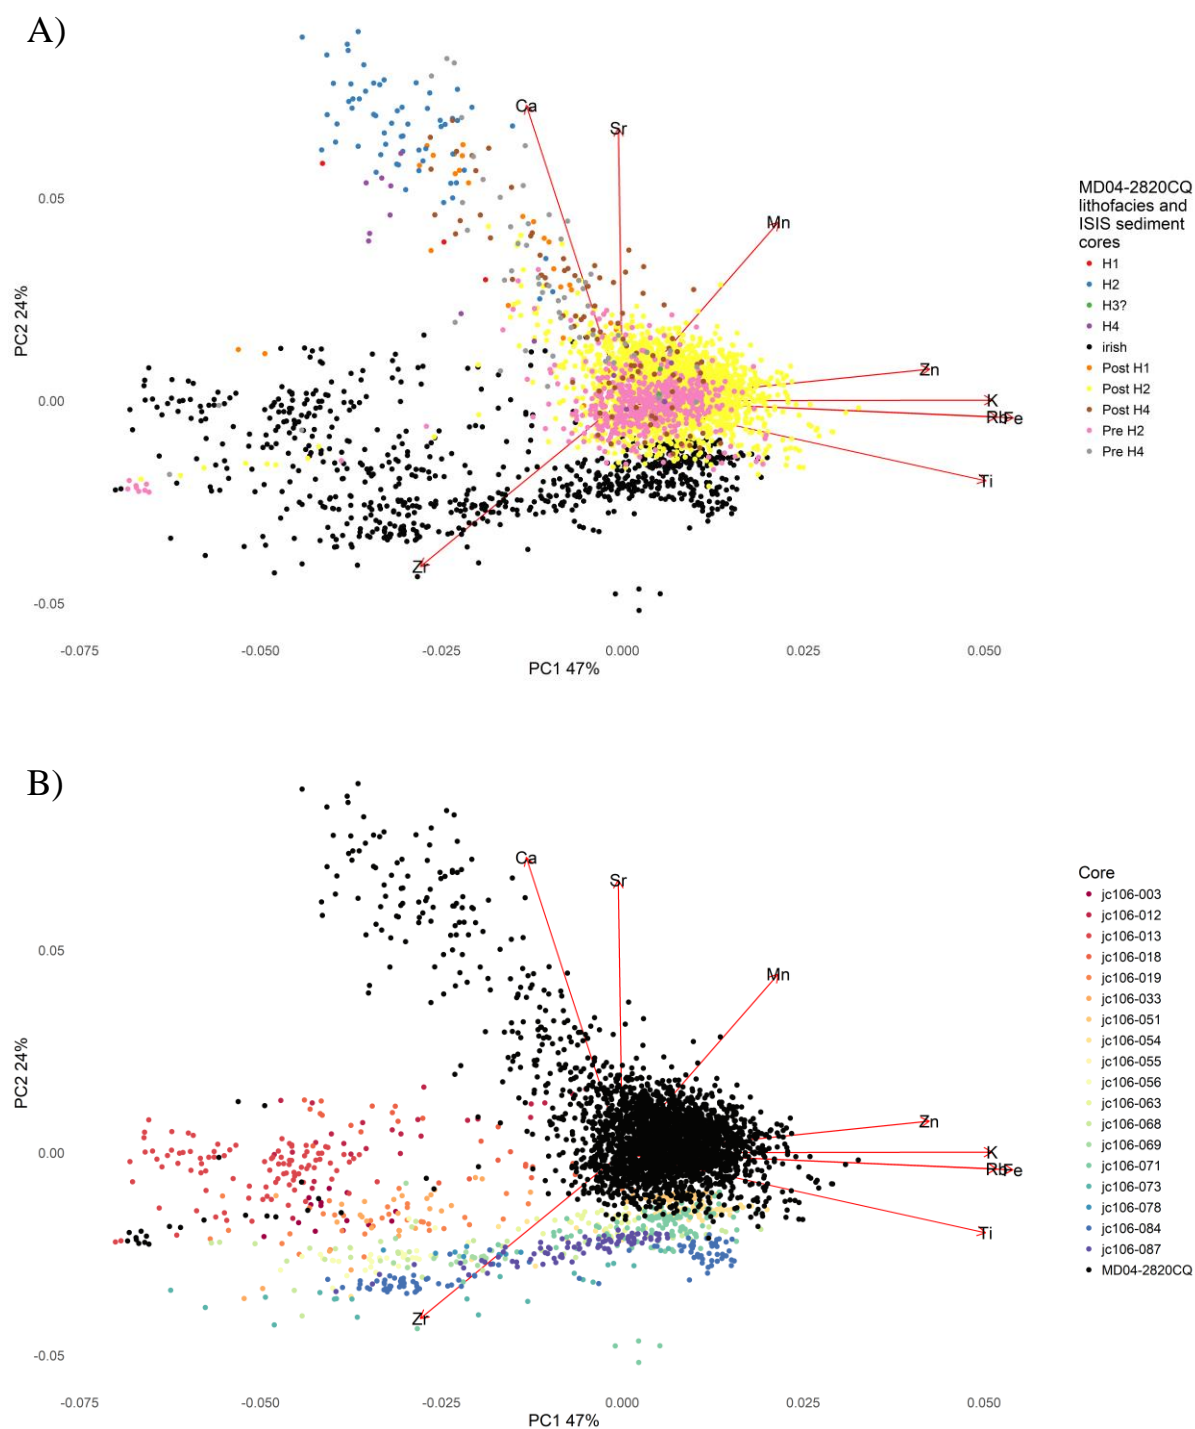 A)
Ca
Sr
0.05
Mn
PC2 24%
Zn
0.00
K
RbFe
Ti
Zr
-0.05
-0.075
-0.050
-0.025
0.000
0.025
0.050
PC1 47%
MD04-2820CQ
lithofacies and
ISIS sediment
cores
H1
H2
H3?
H4
irish
Post H1
Post H2
Post H4
Pre H2
Pre H4
B)
Ca
Sr
0.05
Mn
PC2 24%
Zn
0.00
K
RbFe
Ti
Zr
-0.05
-0.075
-0.050
-0.025
0.000
0.025
0.050
PC1 47%
Core
jc106-003
jc106-012
jc106-013
jc106-018
jc106-019
jc106-033
jc106-051
jc106-054
jc106-055
jc106-056
jc106-063
jc106-068
jc106-069
jc106-071
jc106-073
jc106-078
jc106-084
jc106-087
MD04-2820CQ